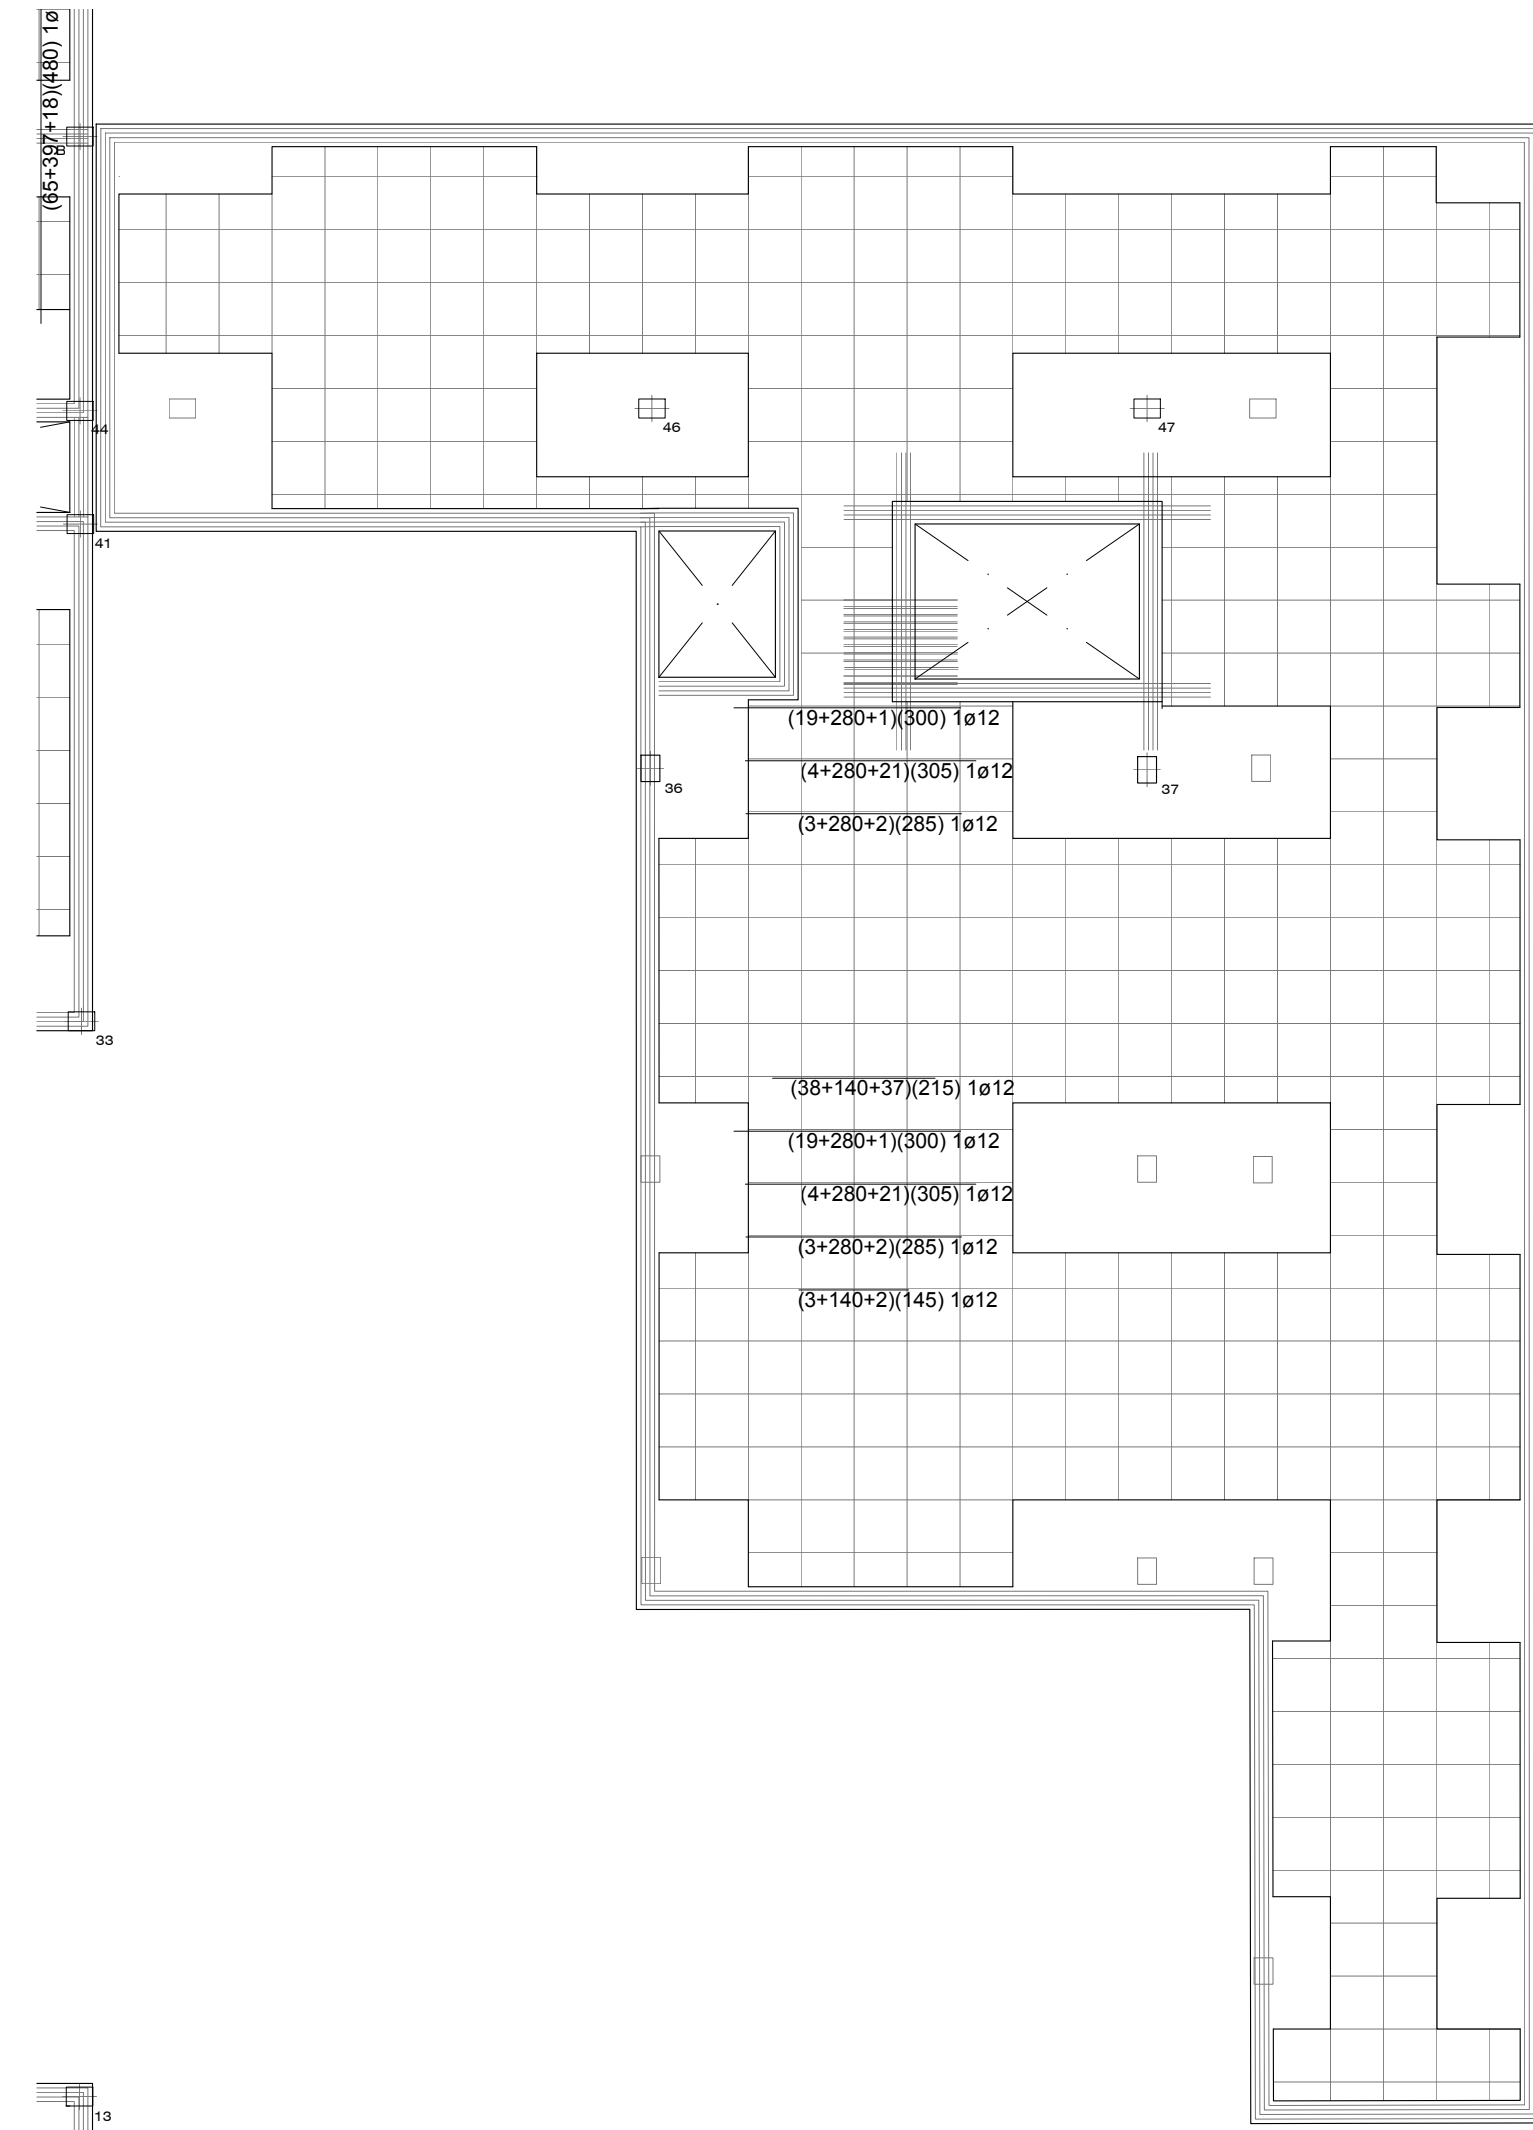 (65+397+18)(480) 1ø
44
46
47
41
(19+280+1)(300) 1ø12
(4+280+21)(305) 1ø12
36
37
(3+280+2)(285) 1ø12
33
(38+140+37)(215) 1ø12
(19+280+1)(300) 1ø12
(4+280+21)(305) 1ø12
(3+280+2)(285) 1ø12
(3+140+2)(145) 1ø12
13